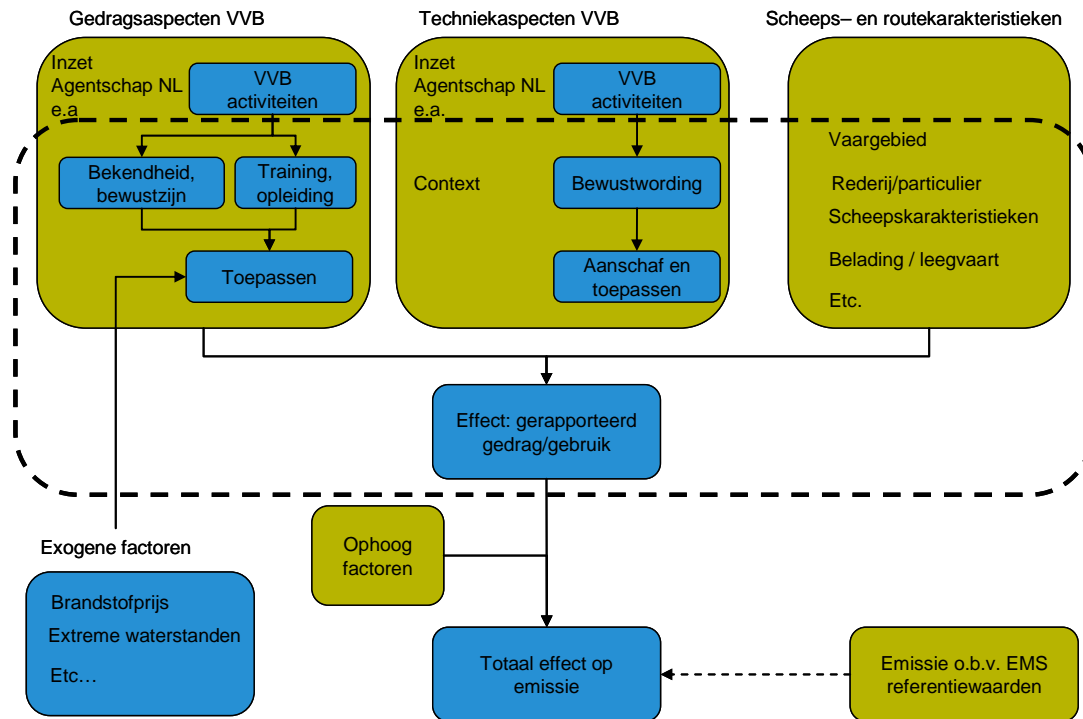 Gedragsaspecten VVB
Techniekaspecten VVB
Scheeps– en routekarakteristieken
Inzet
Agentschap NL
e.a
VVB
activiteiten
Bekendheid,
bewustzijn
Training,
opleiding
Toepassen
Inzet
Agentschap NL
e.a.
VVB
activiteiten
Context
Bewustwording
Aanschaf en
toepassen
Vaargebied
Rederij/particulier
Scheepskarakteristieken
Belading / leegvaart
Etc.
Effect: gerapporteerd
gedrag/gebruik
Exogene factoren
Brandstofprijs
Extreme waterstanden
Etc…
Ophoog
factoren
Totaal effect op
emissie
Emissie o.b.v. EMS
referentiewaarden